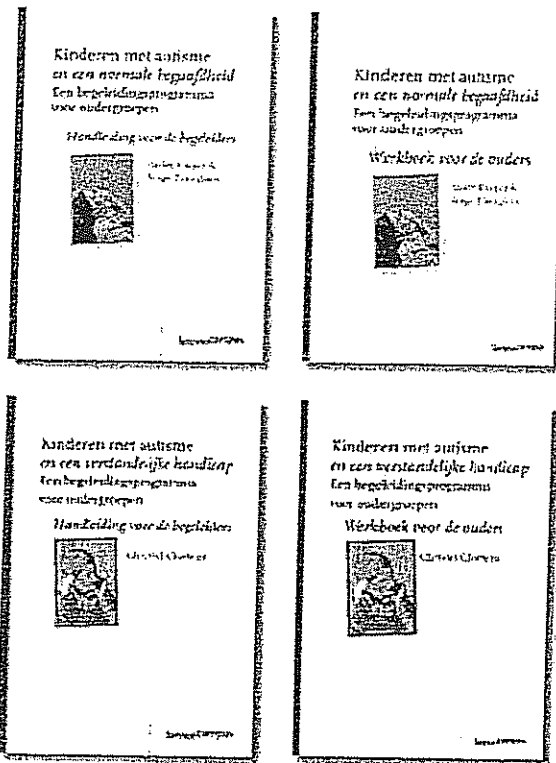 Kinderen met autisme
en een normale begaafdheid
Een begeleidingsprogramma
voor oudergroepen
Handleiding voor de begeleiders
Kinderen met autisme
en een normale begaafdheid
Een begeleidingsprogramma
voor oudergroepen
Werkboek voor de ouders
Kinderen met autisme
en een verstandelijke handicap
Een begeleidingsprogramma
voor oudergroepen
Handleiding voor de begeleiders
Kinderen met autisme
en een verstandelijke handicap
Een begeleidingsprogramma
voor oudergroepen
Werkboek voor de ouders